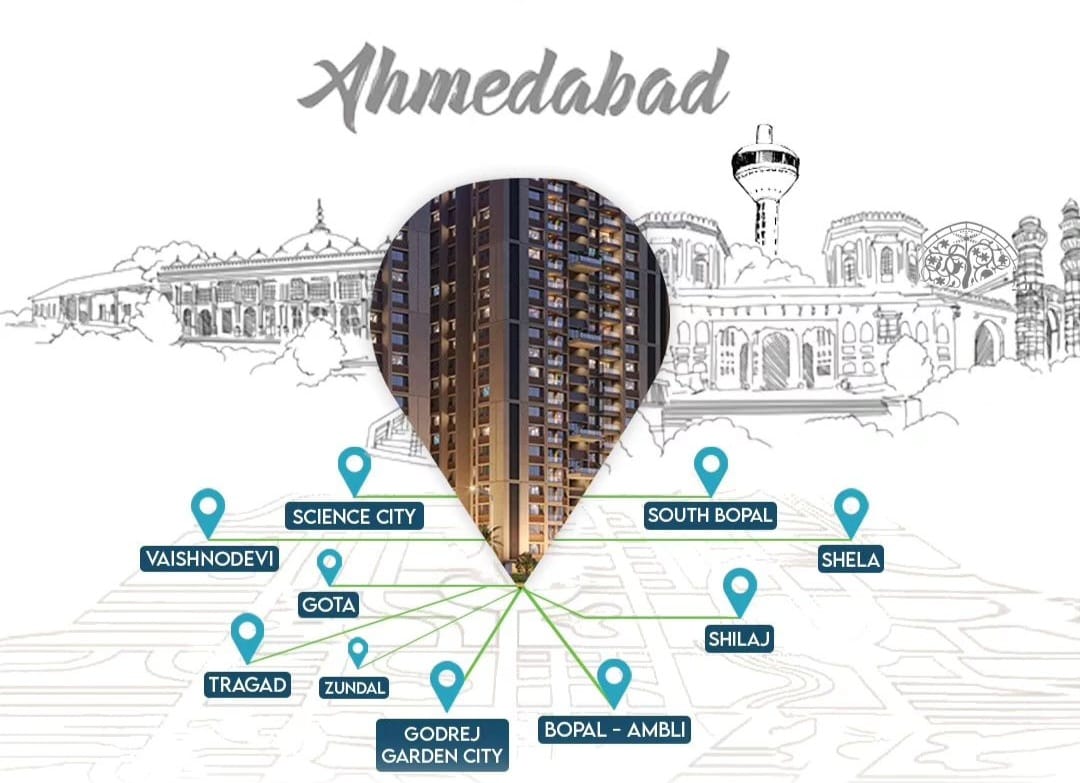 Ahmedabad
SCIENCE CITY
SOUTH BOPAL
VAISHNODEVI
SHELA
GOTA
SHILAJ
TRAGAD
ZUNDAL
GODREJ
GARDEN CITY
BOPAL - AMBLI